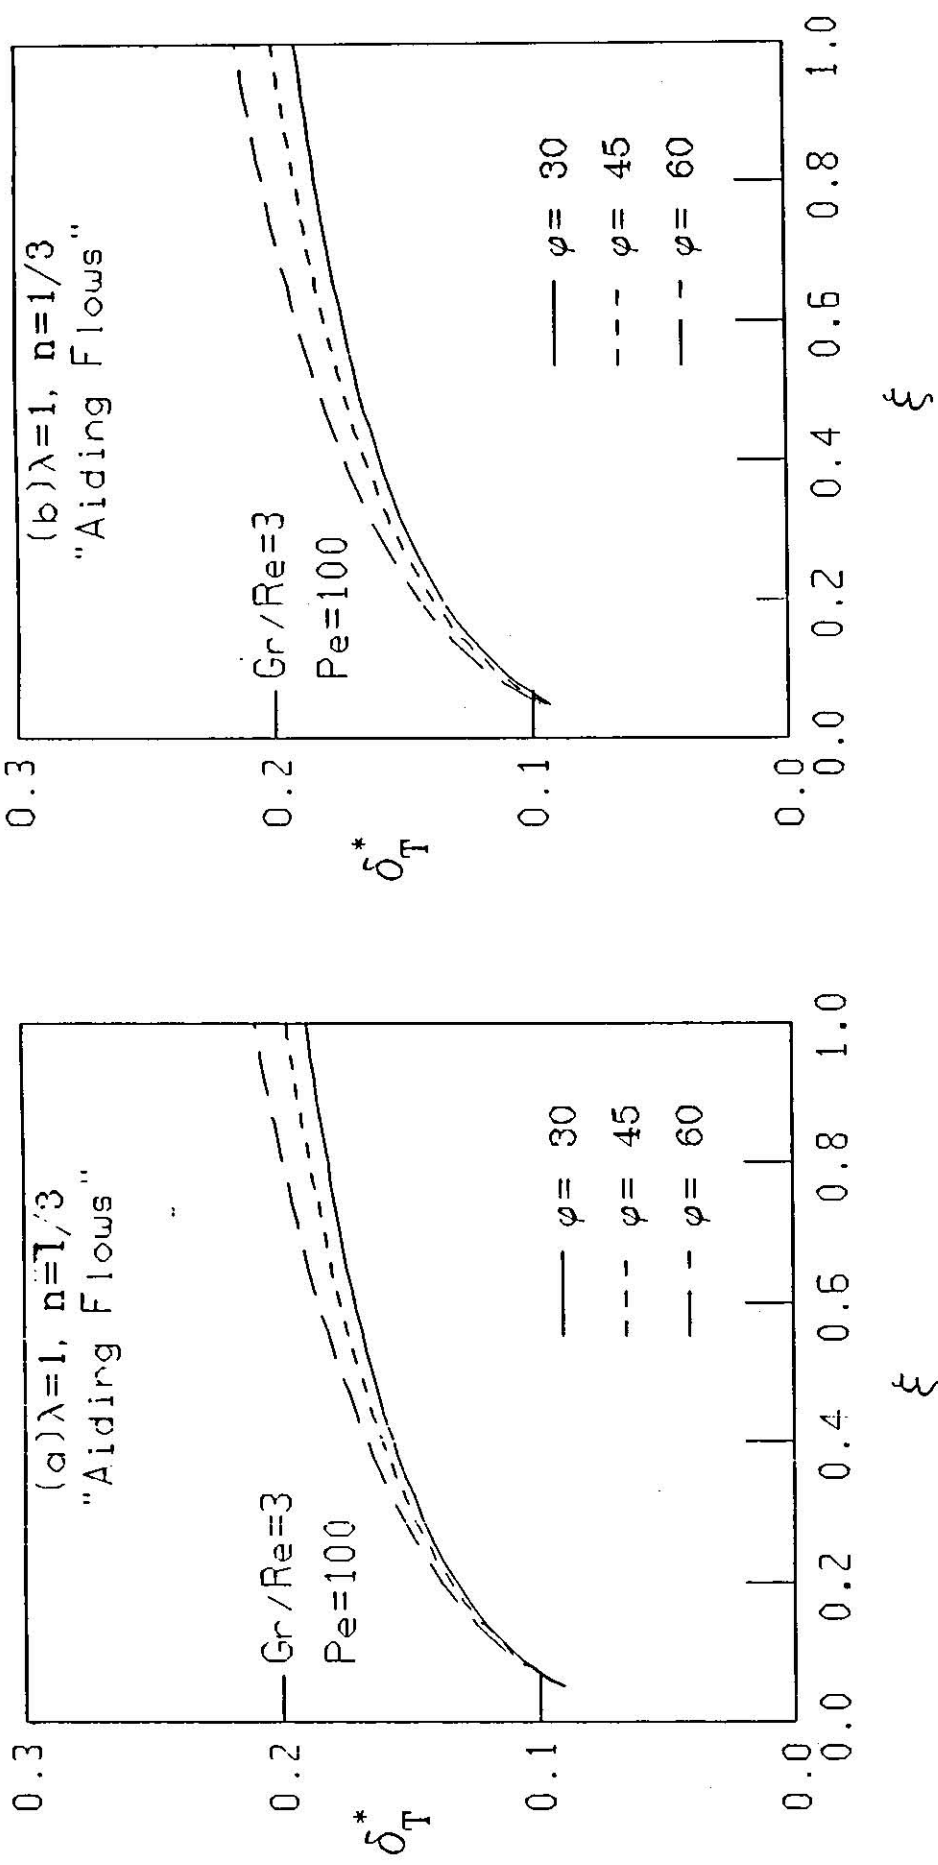 (a)λ=1, n=1/3
"Aiding Flows"
Gr/Re=3
Pe=100
φ= 30
φ= 45
φ= 60
0.3
0.2
0.1
0.0
δ*T
0.0 0.2 0.4 0.6 0.8 1.0
ξ
(b)λ=1, n=1/3
"Aiding Flows"
Gr/Re=3
Pe=100
φ= 30
φ= 45
φ= 60
0.3
0.2
0.1
0.0
δ*T
0.0 0.2 0.4 0.6 0.8 1.0
ξ